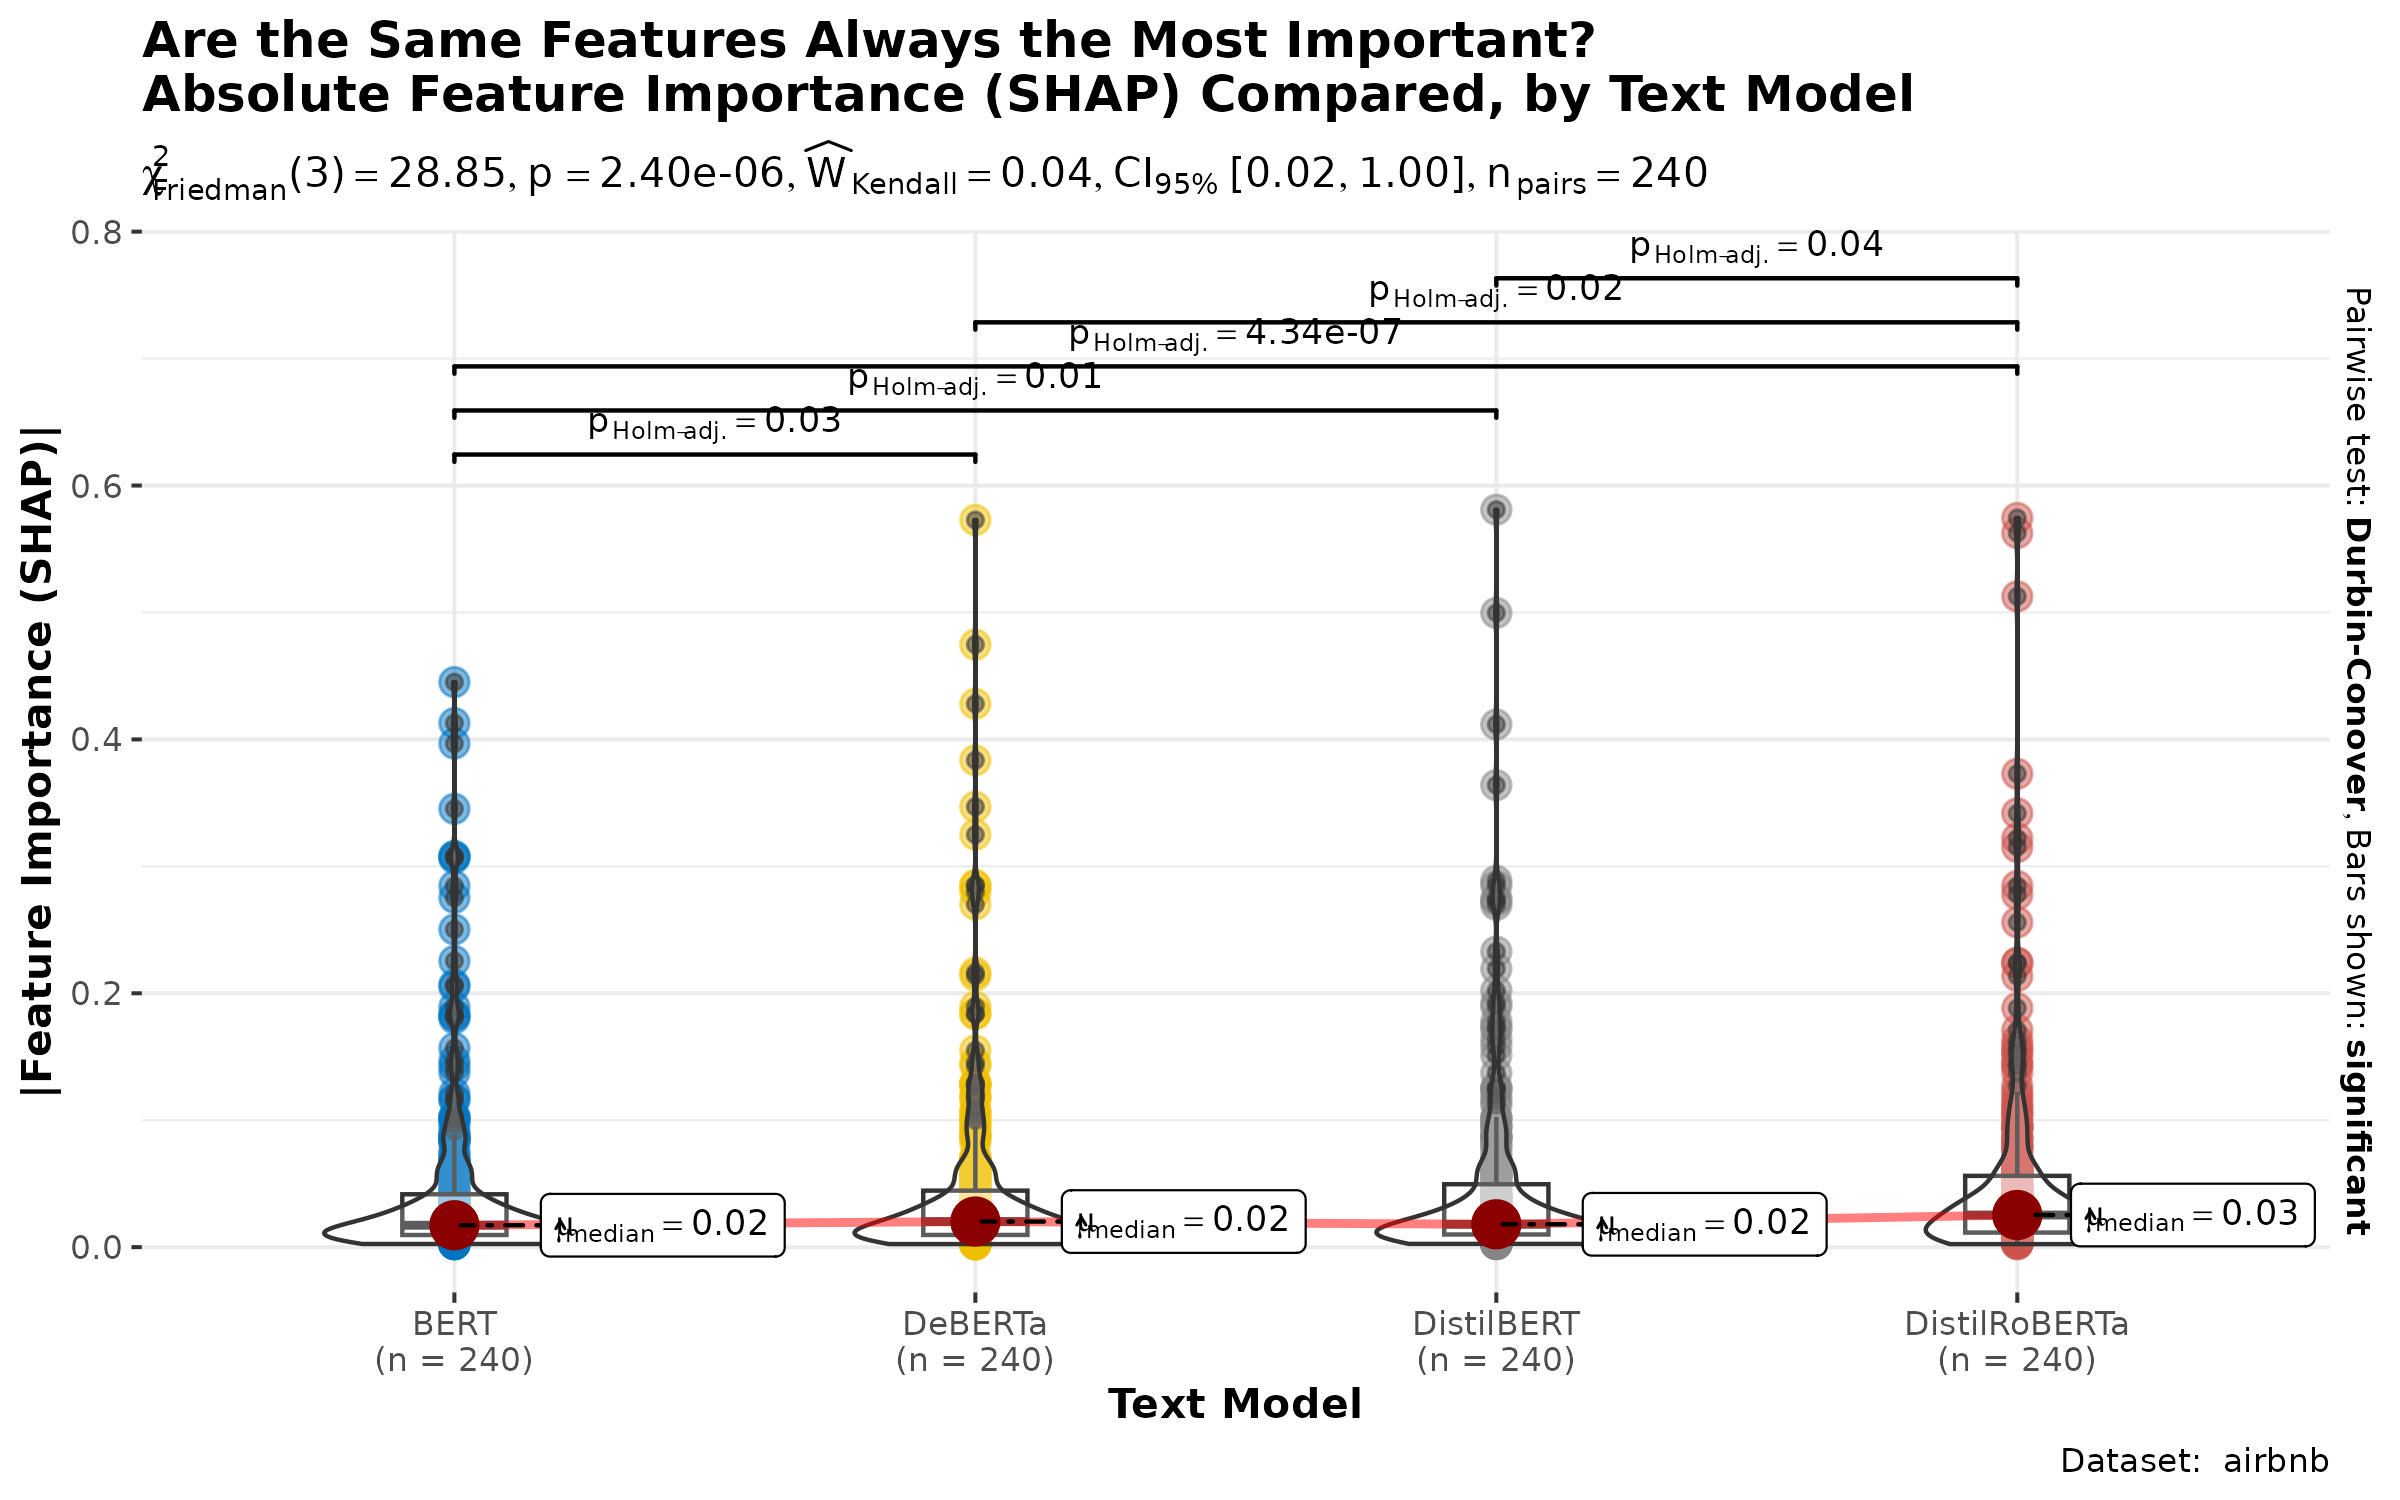 Are the Same Features Always the Most Important?
Absolute Feature Importance (SHAP) Compared, by Text Model
χ²Friedman(3) = 28.85, p = 2.40e-06, ŴKendall = 0.04, CI95% [0.02, 1.00], npairs = 240
0.8
0.6
0.4
0.2
0.0
|Feature Importance (SHAP)|
pHolm-adj. = 0.04
pHolm-adj. = 0.02
pHolm-adj. = 4.34e-07
pHolm-adj. = 0.01
pHolm-adj. = 0.03
μ̂median = 0.02
μ̂median = 0.02
μ̂median = 0.02
μ̂median = 0.03
Pairwise test: Durbin-Conover, Bars shown: significant
BERT
(n = 240)
DeBERTa
(n = 240)
DistilBERT
(n = 240)
DistilRoBERTa
(n = 240)
Text Model
Dataset:  airbnb